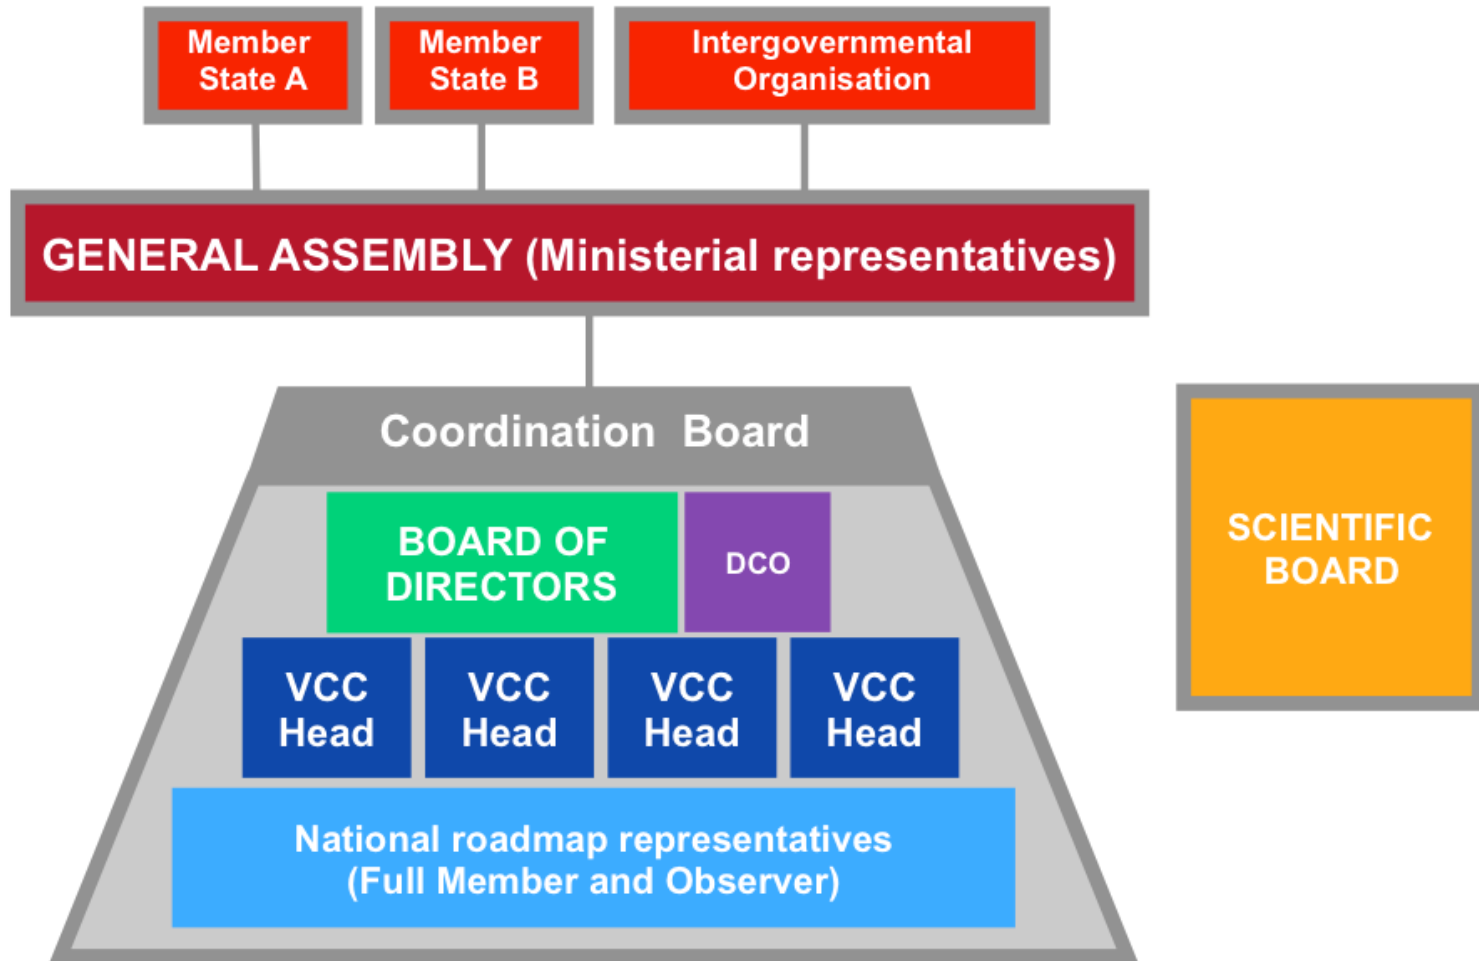 Member
State A
Member
State B
Intergovernmental
Organisation
GENERAL ASSEMBLY (Ministerial representatives)
Coordination Board
BOARD OF
DIRECTORS
DCO
SCIENTIFIC
BOARD
VCC
Head
VCC
Head
VCC
Head
VCC
Head
National roadmap representatives
(Full Member and Observer)